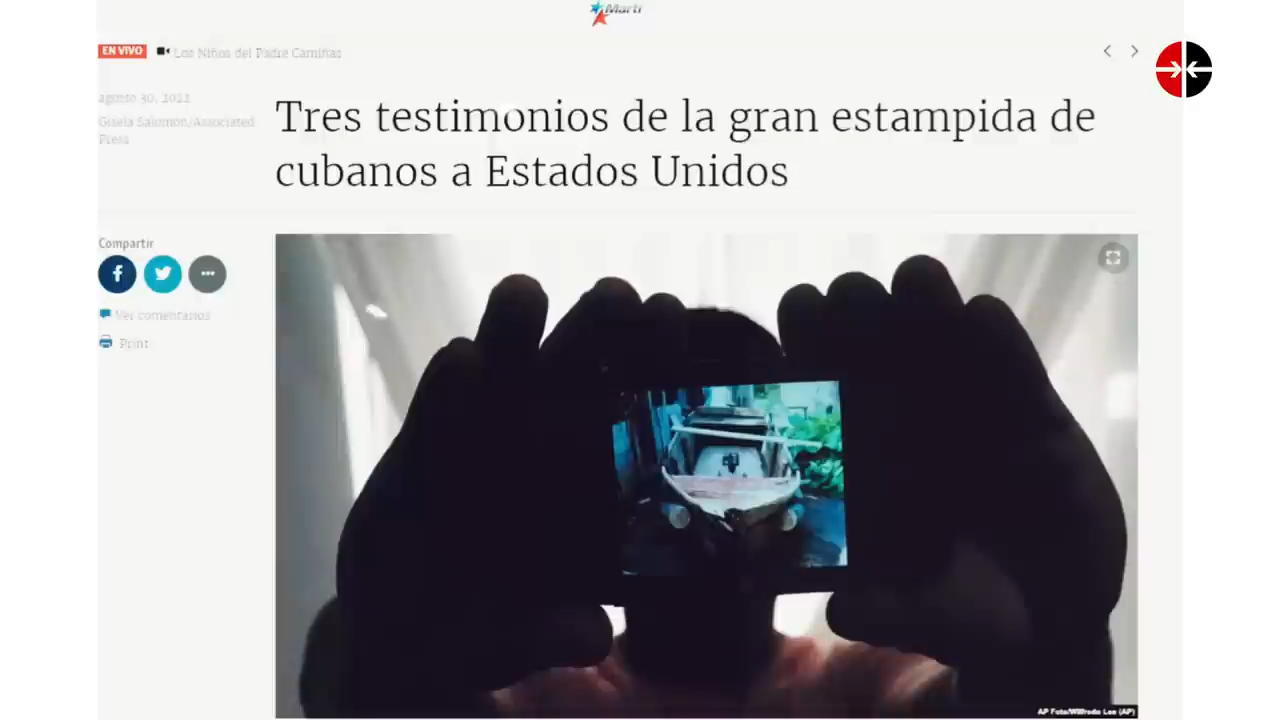 Martí
EN VIVO Los Niños del Padre Camiñas
agosto 30, 2022
Gisela Salomon/Associated
Press
Tres testimonios de la gran estampida de
cubanos a Estados Unidos
Compartir
Ver comentarios
Print
AP Foto/Wilfredo Lee (AP)